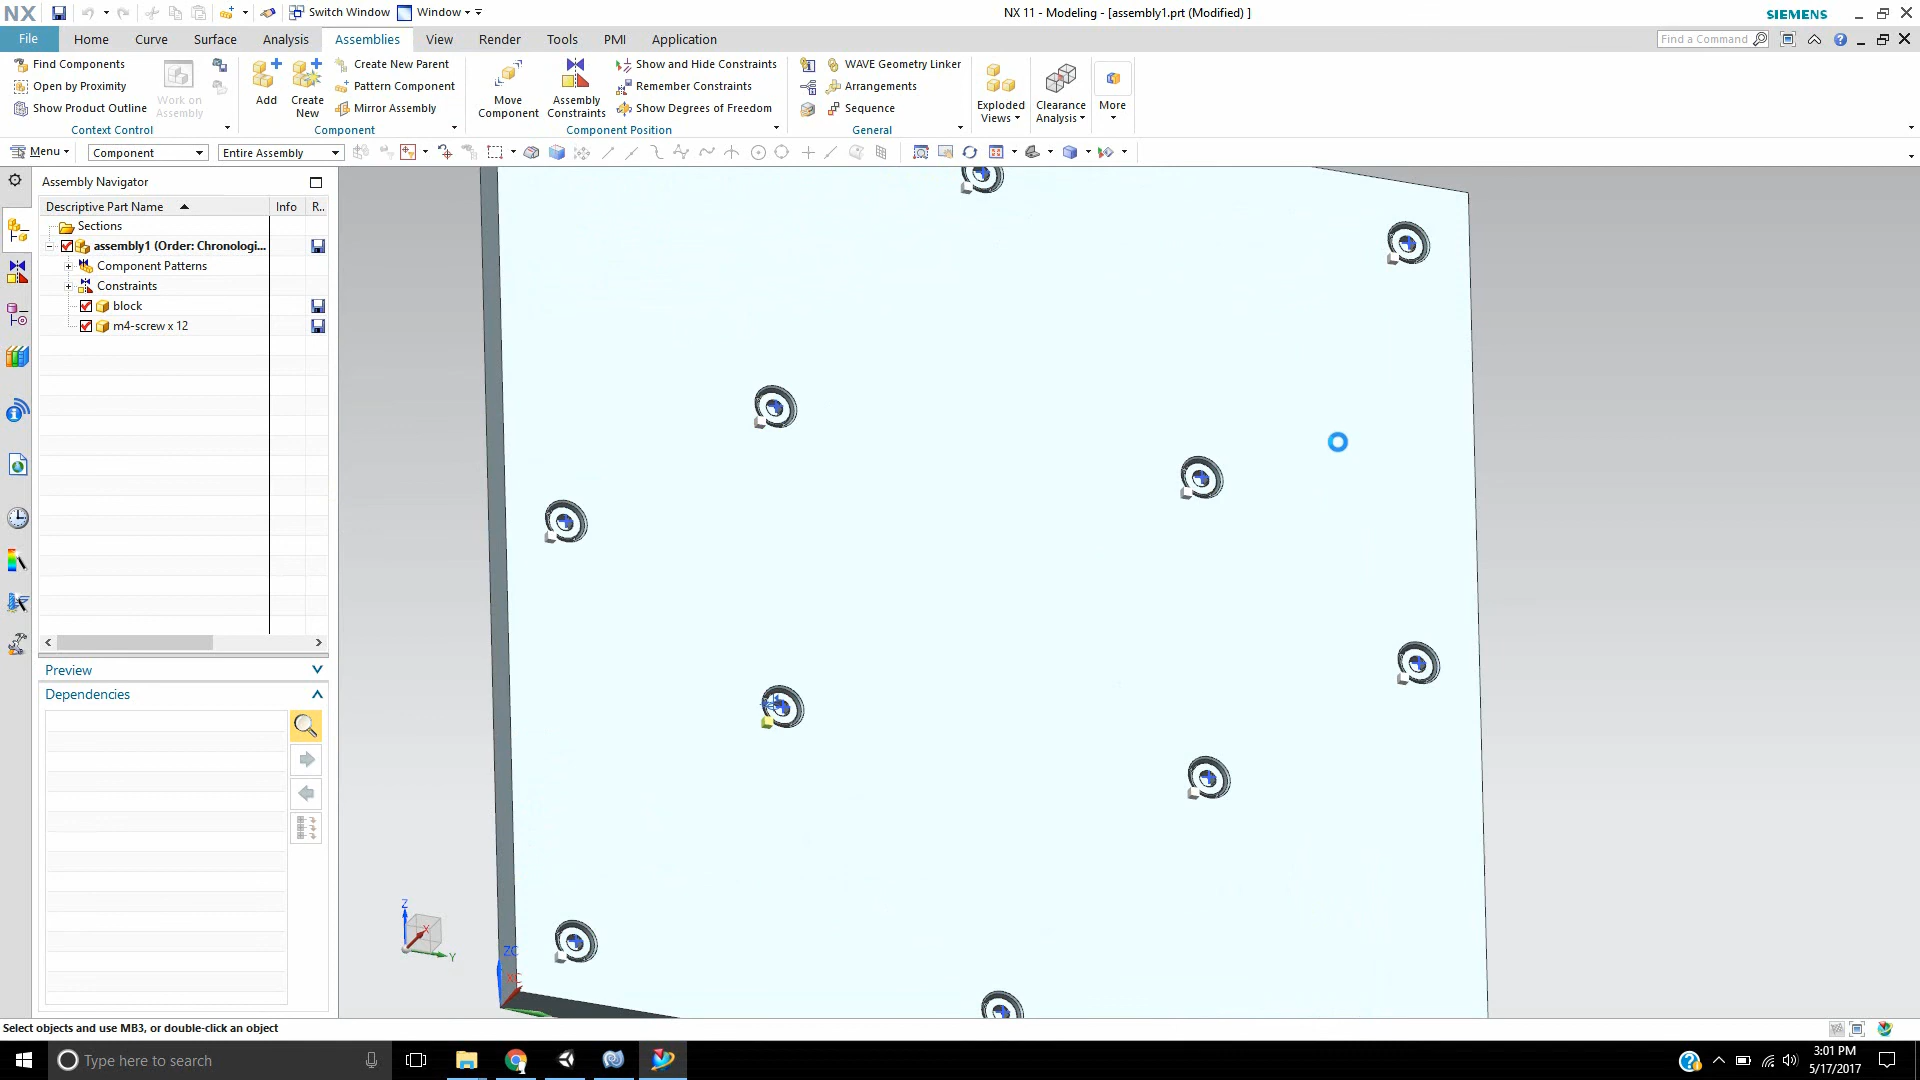 NX
Switch Window
Window
NX 11 - Modeling - [assembly1.prt (Modified) ]
SIEMENS
File
Home
Curve
Surface
Analysis
Assemblies
View
Render
Tools
PMI
Application
Find a Command
Find Components
Open by Proximity
Show Product Outline
Work on
Assembly
Context Control
Add
Create
New
Create New Parent
Pattern Component
Mirror Assembly
Component
Move
Component
Assembly
Constraints
Show and Hide Constraints
Remember Constraints
Show Degrees of Freedom
Component Position
WAVE Geometry Linker
Arrangements
Sequence
General
Exploded
Views
Clearance
Analysis
More
Menu
Component
Entire Assembly
Assembly Navigator
Descriptive Part Name
Info
R..
Sections
assembly1 (Order: Chronologi...
Component Patterns
Constraints
block
m4-screw x 12
Preview
Dependencies
Z
X
Y
ZC
XC
Select objects and use MB3, or double-click an object
Type here to search
3:01 PM
5/17/2017